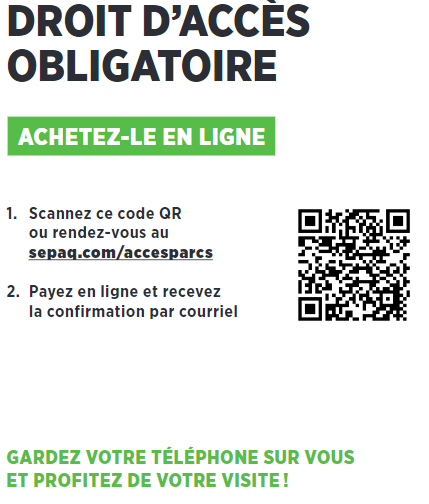 DROIT D’ACCÈS
OBLIGATOIRE
ACHETEZ-LE EN LIGNE
1. Scannez ce code QR
ou rendez-vous au
sepaq.com/accesparcs
2. Payez en ligne et recevez
la confirmation par courriel
GARDEZ VOTRE TÉLÉPHONE SUR VOUS
ET PROFITEZ DE VOTRE VISITE !